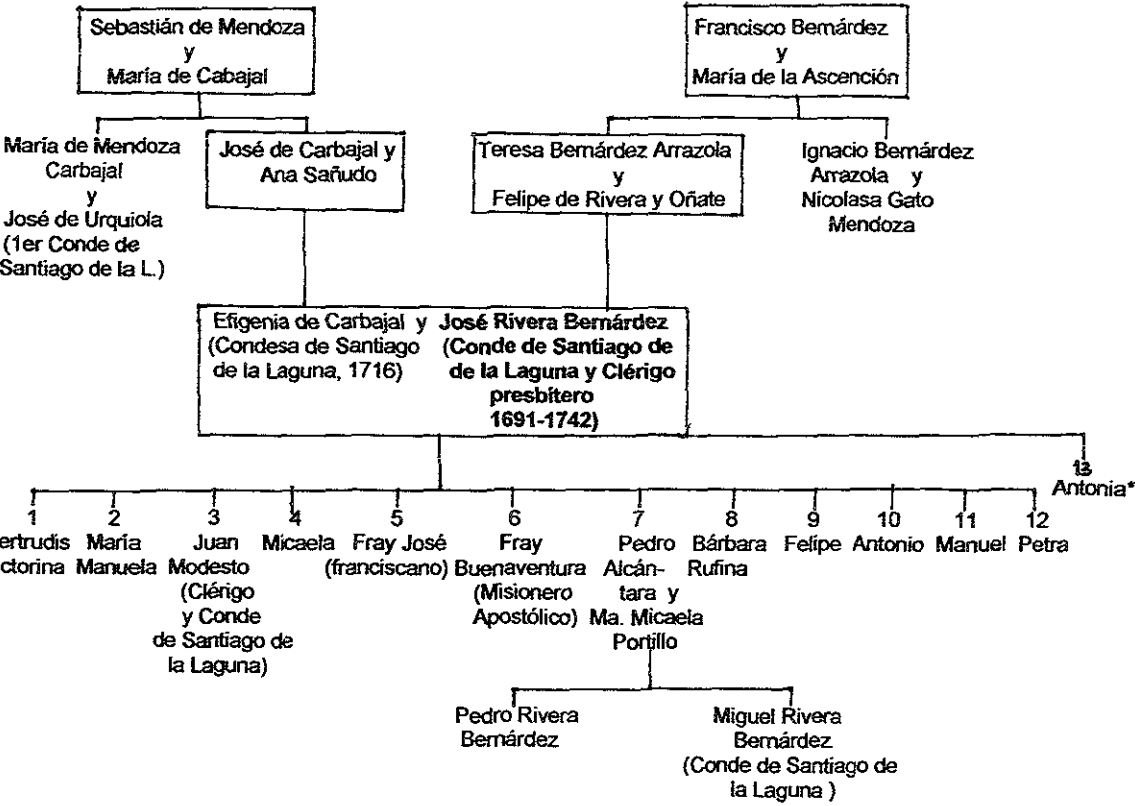 Sebastián de Mendoza
y
María de Cabajal
Francisco Bernárdez
y
María de la Ascención
María de Mendoza
Carbajal
y
José de Urquiola
(1er Conde de
Santiago de la L.)
José de Carbajal y
Ana Sañudo
Teresa Bernárdez Arrazola
y
Felipe de Rivera y Oñate
Ignacio Bernárdez
Arrazola y
Nicolasa Gato
Mendoza
Efigenia de Carbajal y
(Condesa de Santiago
de la Laguna, 1716)
José Rivera Bernárdez
(Conde de Santiago de
de la Laguna y Clérigo
presbítero
1691-1742)
13
Antonia*
1
ertrudis
ctorina
2
María
Manuela
3
Juan
Modesto
(Clérigo
y Conde
de Santiago de
la Laguna)
4
Micaela
5
Fray José
(franciscano)
6
Fray
Buenaventura
(Misionero
Apostólico)
7
Pedro
Alcán-
tara y
Ma. Micaela
Portillo
8
Bárbara
Rufina
9
Felipe
10
Antonio
11
Manuel
12
Petra
Pedro Rivera
Bernárdez
Miguel Rivera
Bernárdez
(Conde de Santiago de
la Laguna )